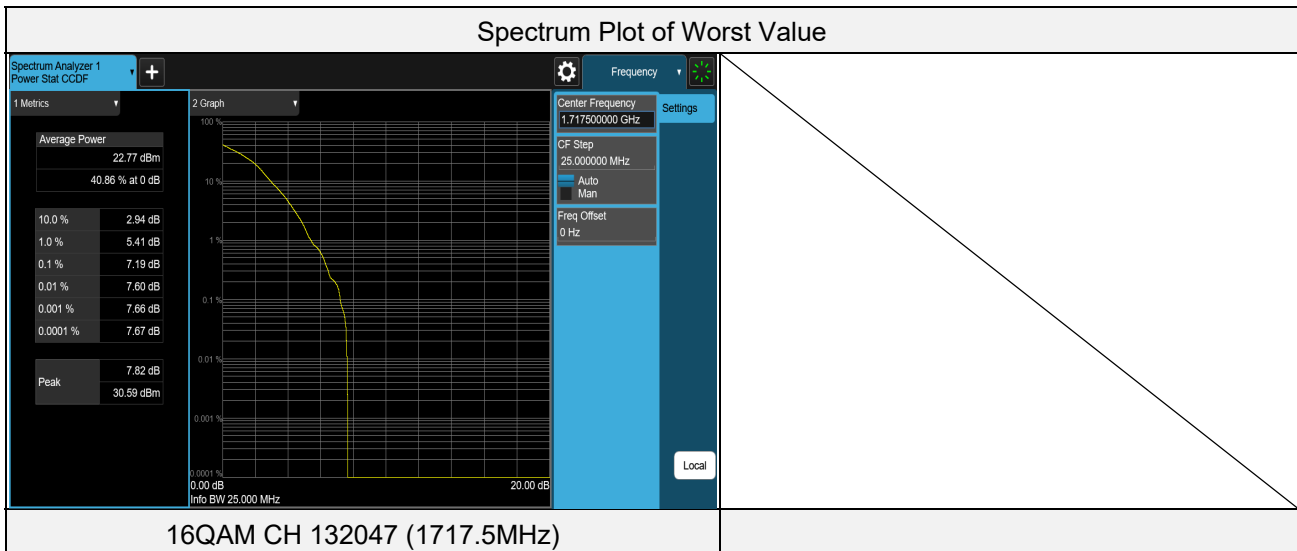 Spectrum Plot of Worst Value
Spectrum Analyzer 1
Power Stat CCDF
+
Frequency
1 Metrics
2 Graph
Average Power
22.77 dBm
40.86 % at 0 dB
10.0 % 2.94 dB
1.0 % 5.41 dB
0.1 % 7.19 dB
0.01 % 7.60 dB
0.001 % 7.66 dB
0.0001 % 7.67 dB
Peak 7.82 dB
30.59 dBm
100 %
10 %
1 %
0.1 %
0.01 %
0.001 %
0.0001 %
0.00 dB 20.00 dB
Info BW 25.000 MHz
Center Frequency
1.717500000 GHz
CF Step
25.000000 MHz
Auto
Man
Freq Offset
0 Hz
Settings
Local
16QAM CH 132047 (1717.5MHz)